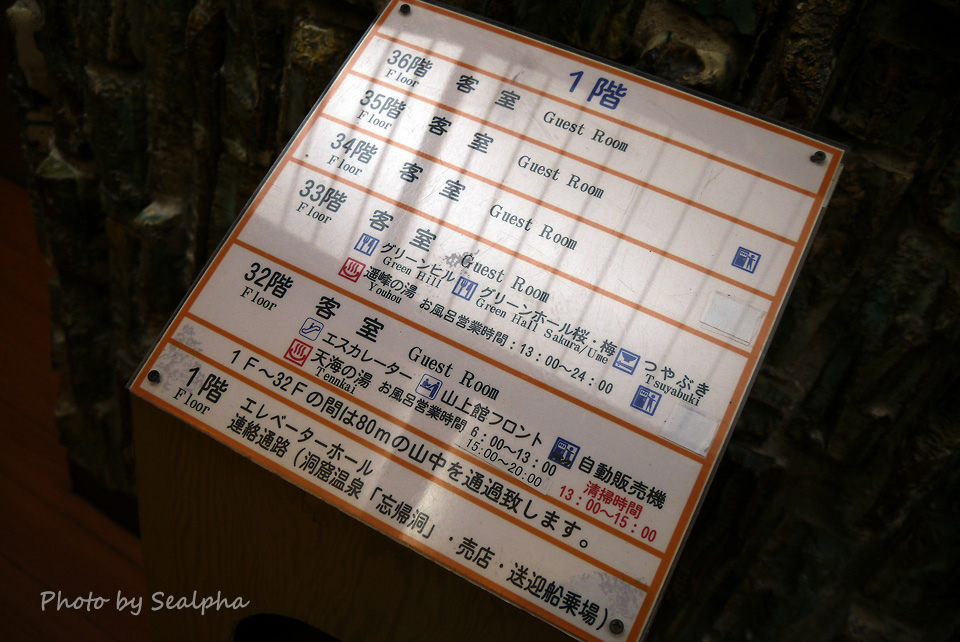 1階
36階 客室 Guest Room
Floor
35階 客室 Guest Room
Floor
34階 客室 Guest Room
Floor
33階 客室 Guest Room
Floor
グリーンヒル グリーンホール桜・梅 つやぶき
Green Hill Green Hall Sakura/Ume Tsuyabuki
遥峰の湯 お風呂営業時間:13:00~24:00
Youhou
32階 客室 Guest Room
Floor
エスカレーター 山上館フロント 自動販売機
天海の湯 お風呂営業時間 6:00~13:00 清掃時間
Tennkai 15:00~20:00 13:00~15:00
1F~32Fの間は80mの山中を通過致します。
1階 エレベーターホール
Floor 連絡通路(洞窟温泉「忘帰洞」・売店・送迎船乗場)
Photo by Sealpha